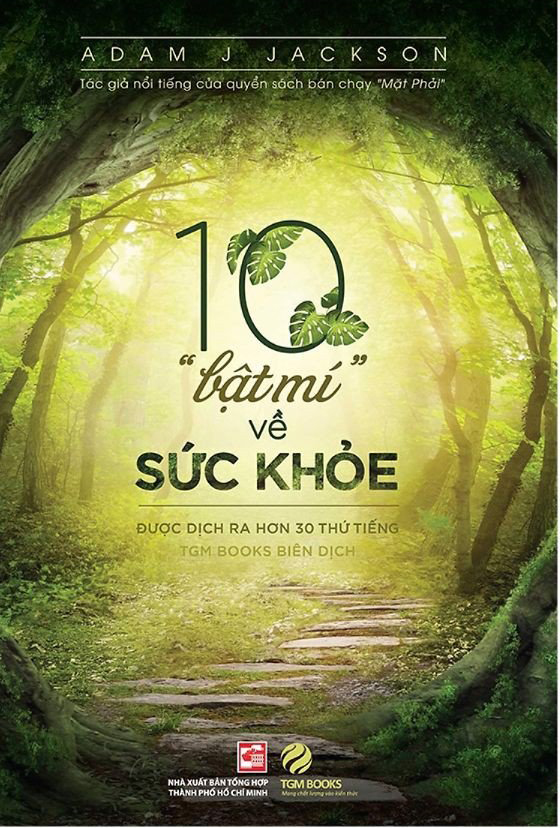 ADAM J JACKSON
Tác giả nổi tiếng của quyển sách bán chạy "Mặt Phải"
10
"bật mí"
về
SỨC KHỎE
ĐƯỢC DỊCH RA HƠN 30 THỨ TIẾNG
TGM BOOKS BIÊN DỊCH
NHÀ XUẤT BẢN TỔNG HỢP
THÀNH PHỐ HỒ CHÍ MINH
TGM BOOKS
Mang chất lượng vào kiến thức